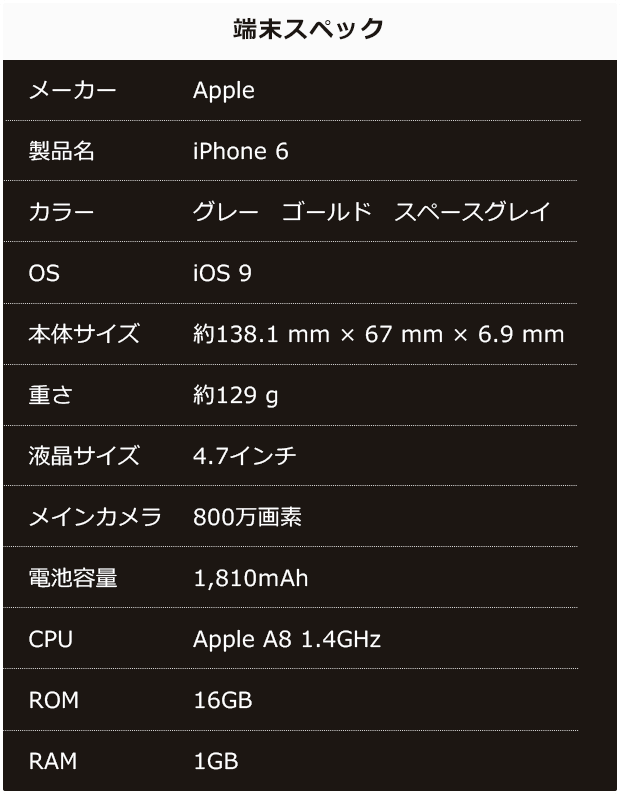 端末スペック
メーカー Apple
製品名 iPhone 6
カラー グレー　ゴールド　スペースグレイ
OS iOS 9
本体サイズ 約138.1 mm × 67 mm × 6.9 mm
重さ 約129 g
液晶サイズ 4.7インチ
メインカメラ 800万画素
電池容量 1,810mAh
CPU Apple A8 1.4GHz
ROM 16GB
RAM 1GB